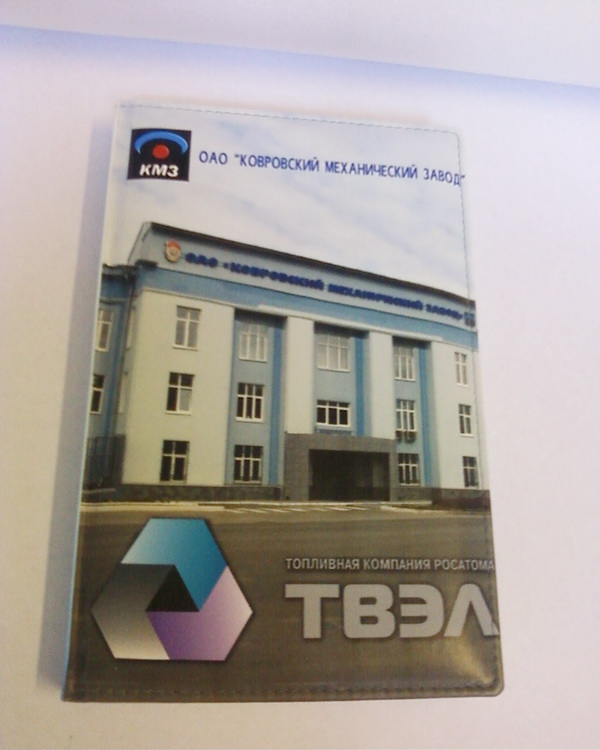 КМЗ
ОАО "КОВРОВСКИЙ МЕХАНИЧЕСКИЙ ЗАВОД"
ОАО «КОВРОВСКИЙ МЕХАНИЧЕСКИЙ ЗАВОД»
ТОПЛИВНАЯ КОМПАНИЯ РОСАТОМА
ТВЭЛ